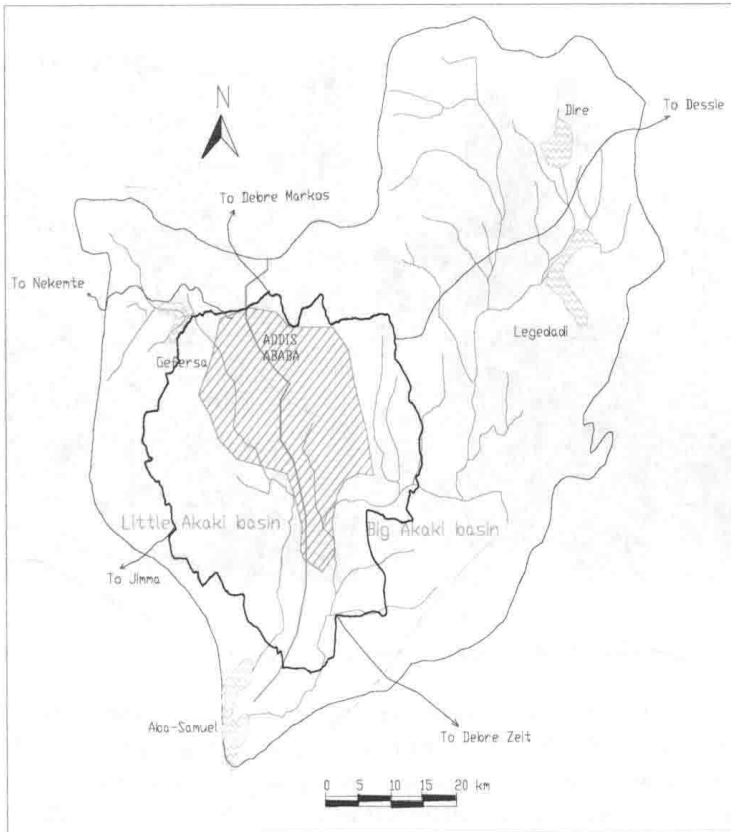 N
Dire
To Dessie
To Debre Markos
To Nekemte
Legedadi
ADDIS
ABABA
Gefersa
Little Akaki basin
Big Akaki basin
To Jimma
Aba-Samuel
To Debre Zeit
0 5 10 15 20 km